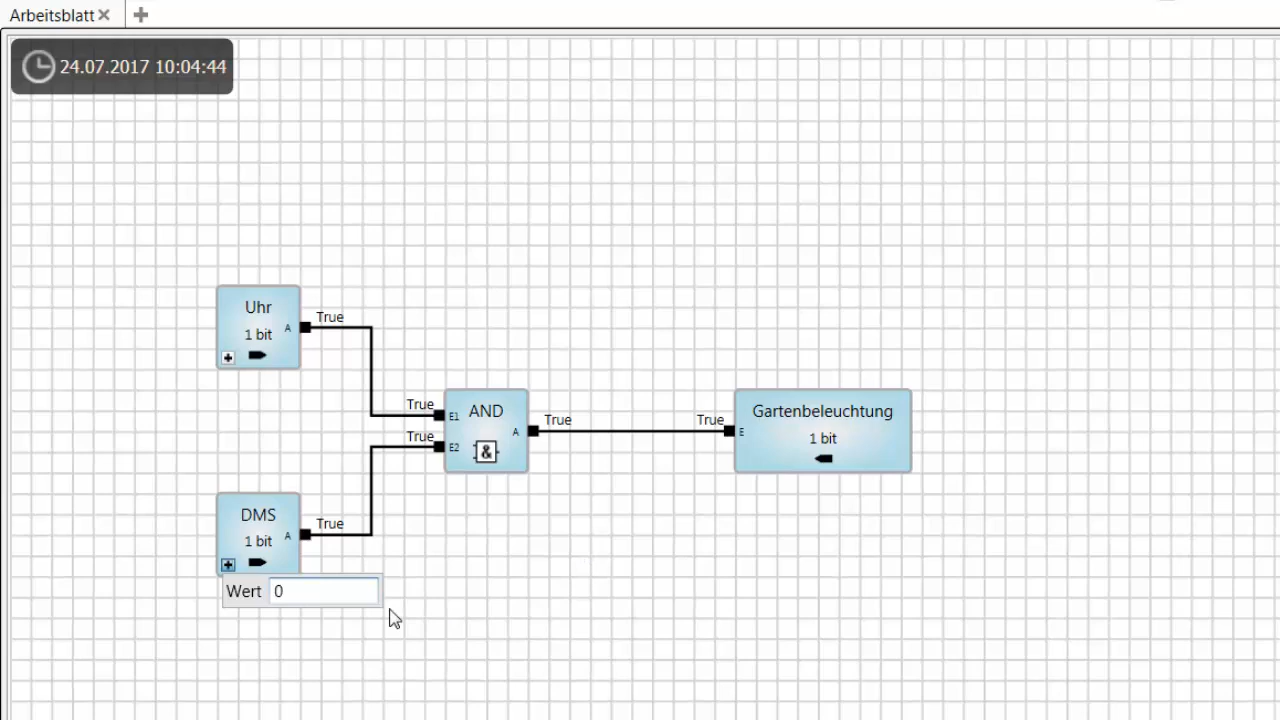 Arbeitsblatt
24.07.2017 10:04:44
Uhr
1 bit
A
True
True
E1
AND
A
True
True
E
Gartenbeleuchtung
1 bit
True
E2
&
DMS
1 bit
A
True
Wert 0